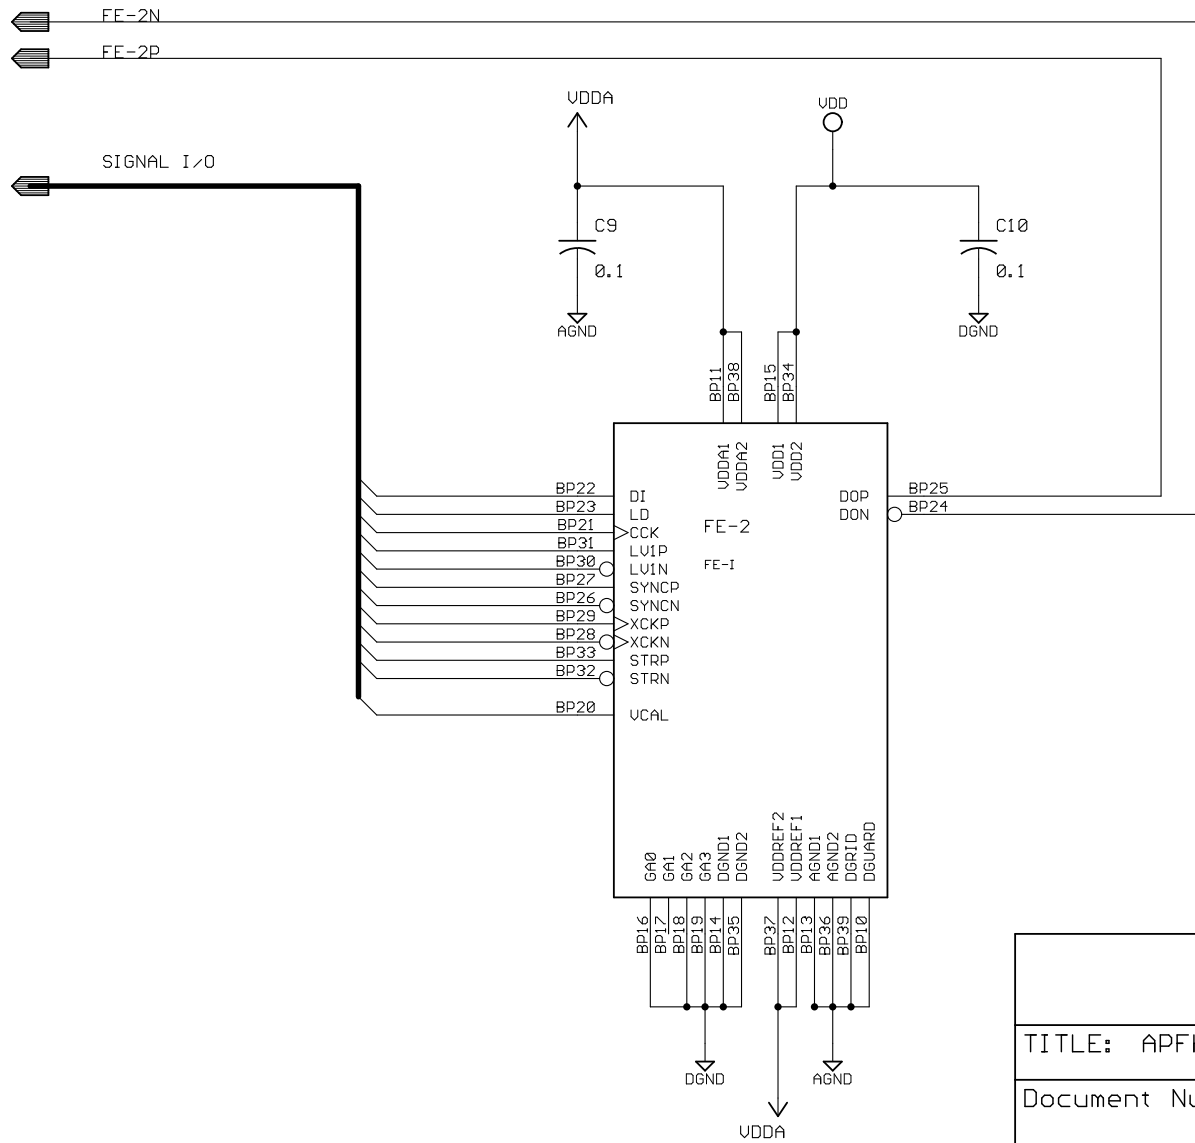 FE-2N
FE-2P
VDDA
VDD
SIGNAL I/O
C9
0.1
AGND
C10
0.1
DGND
BP11
BP38
BP15
BP34
VDDA1
VDDA2
VDD1
VDD2
BP22 DI
BP23 LD
BP21 CCK
BP31 LV1P
BP30 LV1N
BP27 SYNCP
BP26 SYNCN
BP29 XCKP
BP28 XCKN
BP33 STRP
BP32 STRN
BP20 VCAL
FE-2
FE-I
DOP BP25
DON BP24
GA0
GA1
GA2
GA3
DGND1
DGND2
VDDREF2
VDDREF1
AGND1
AGND2
DGRID
DGUARD
BP16
BP17
BP18
BP19
BP14
BP35
BP37
BP12
BP13
BP36
BP39
BP10
DGND
AGND
VDDA
TITLE: APF
Document Nu